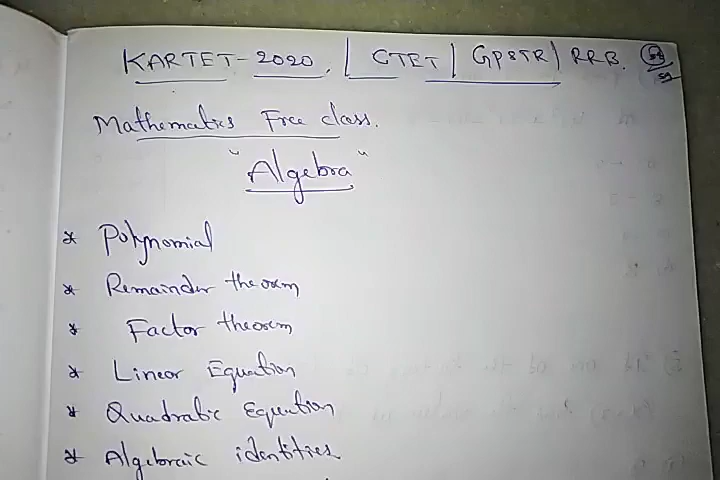 KARTET-2020. | CTET | GPSTR | RRB.
Mathematics Free class.
"Algebra"
* Polynomial
* Remainder theorem
* Factor theorem
* Linear Equation
* Quadratic Equation
* Algebraic identities